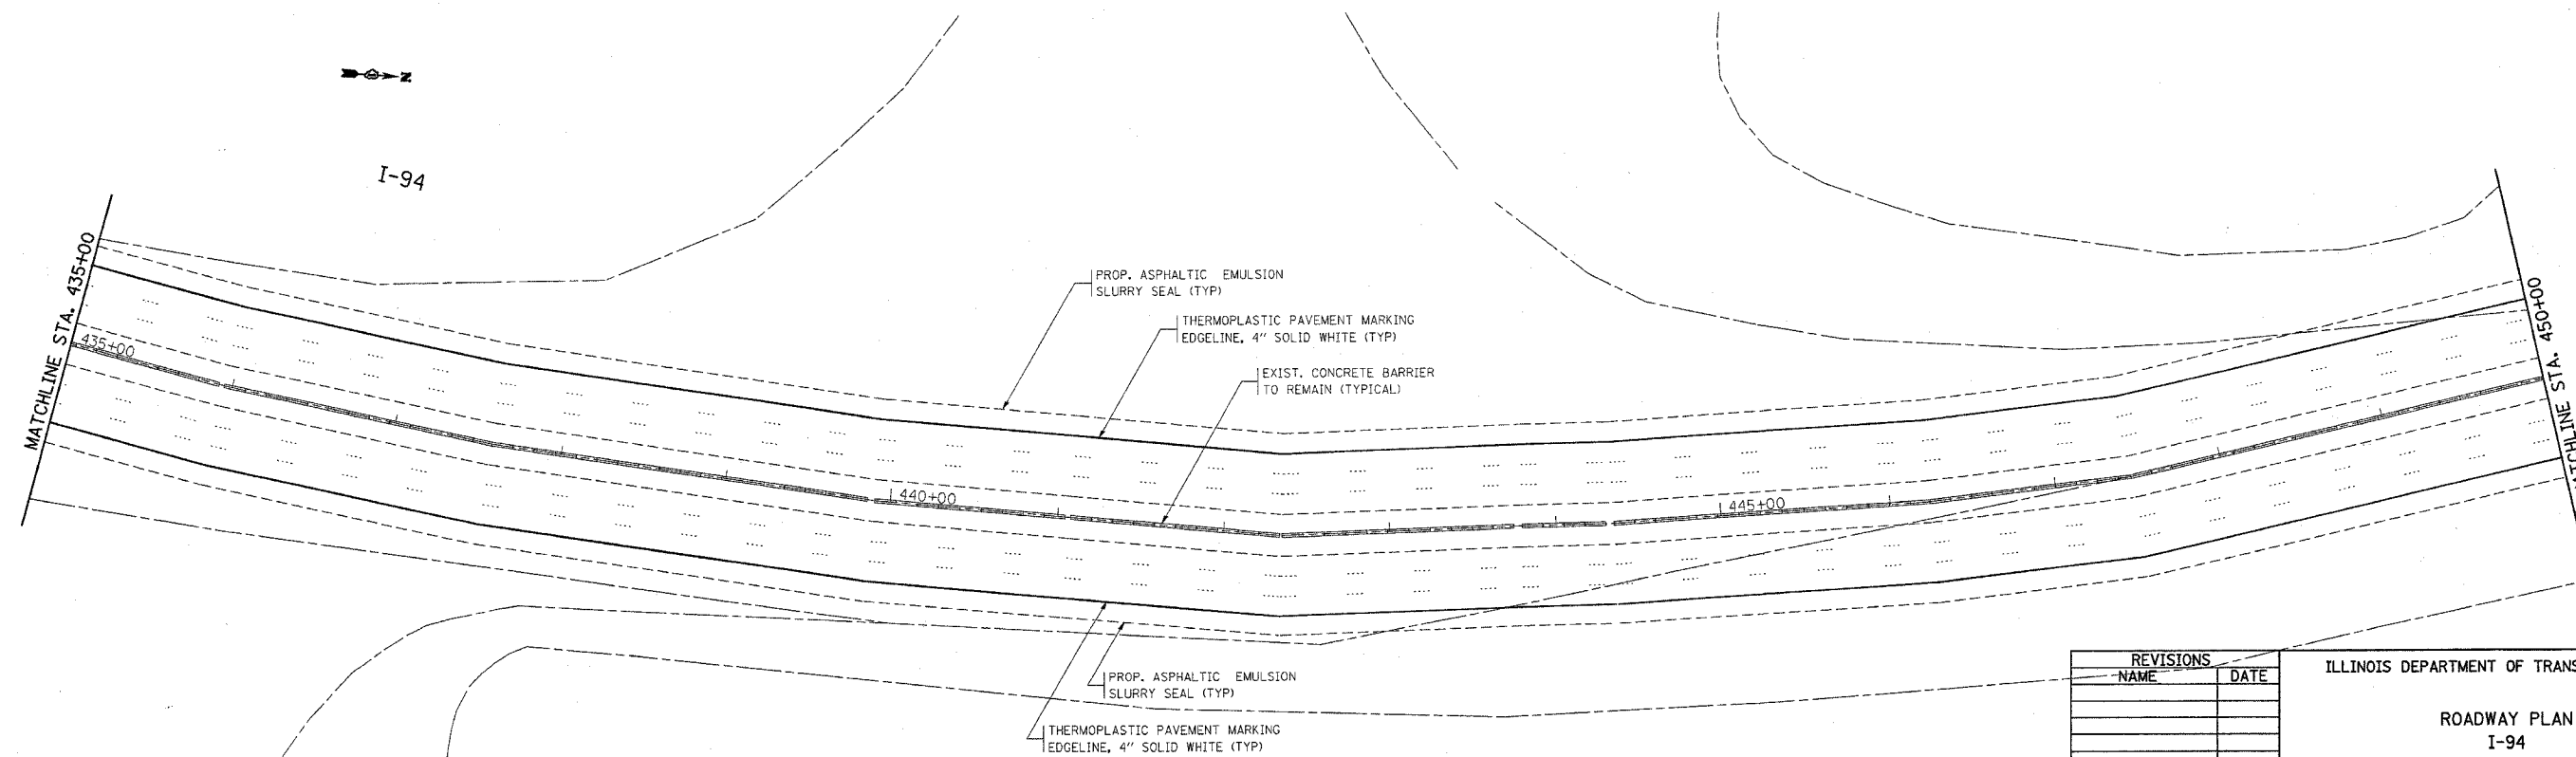 Z
I-94
MATCHLINE STA. 435+00
435+00
PROP. ASPHALTIC EMULSION
SLURRY SEAL (TYP)
THERMOPLASTIC PAVEMENT MARKING
EDGELINE, 4" SOLID WHITE (TYP)
EXIST. CONCRETE BARRIER
TO REMAIN (TYPICAL)
440+00
445+00
MATCHLINE STA. 450+00
PROP. ASPHALTIC EMULSION
SLURRY SEAL (TYP)
THERMOPLASTIC PAVEMENT MARKING
EDGELINE, 4" SOLID WHITE (TYP)
REVISIONS
NAME DATE
ILLINOIS DEPARTMENT OF TRANS
ROADWAY PLAN
I-94